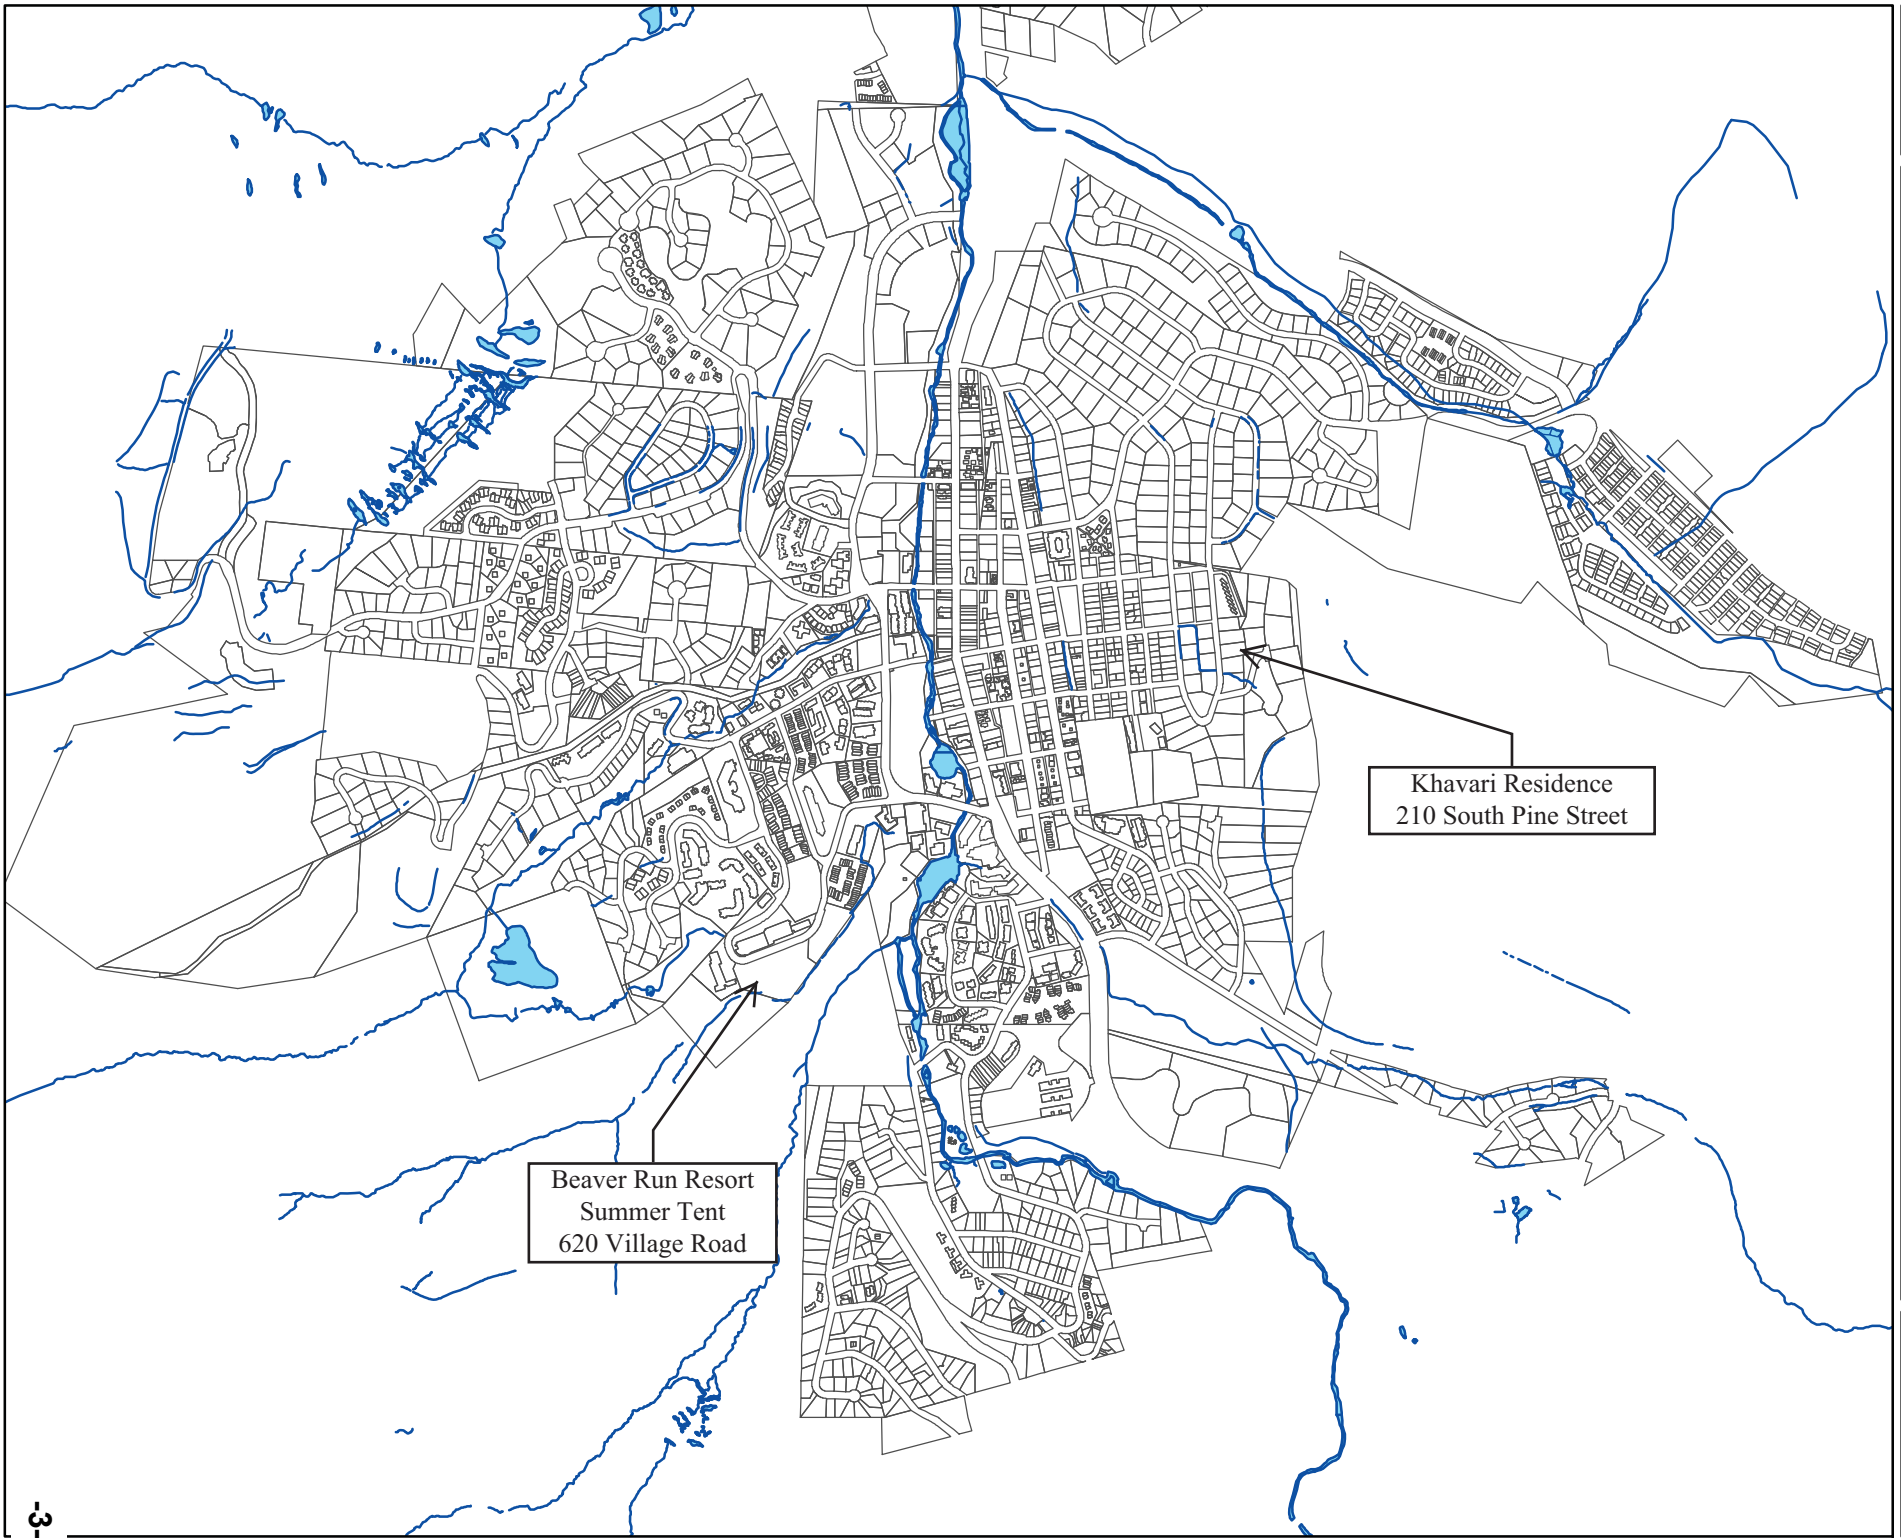 Khavari Residence
210 South Pine Street
Beaver Run Resort
Summer Tent
620 Village Road
-3-